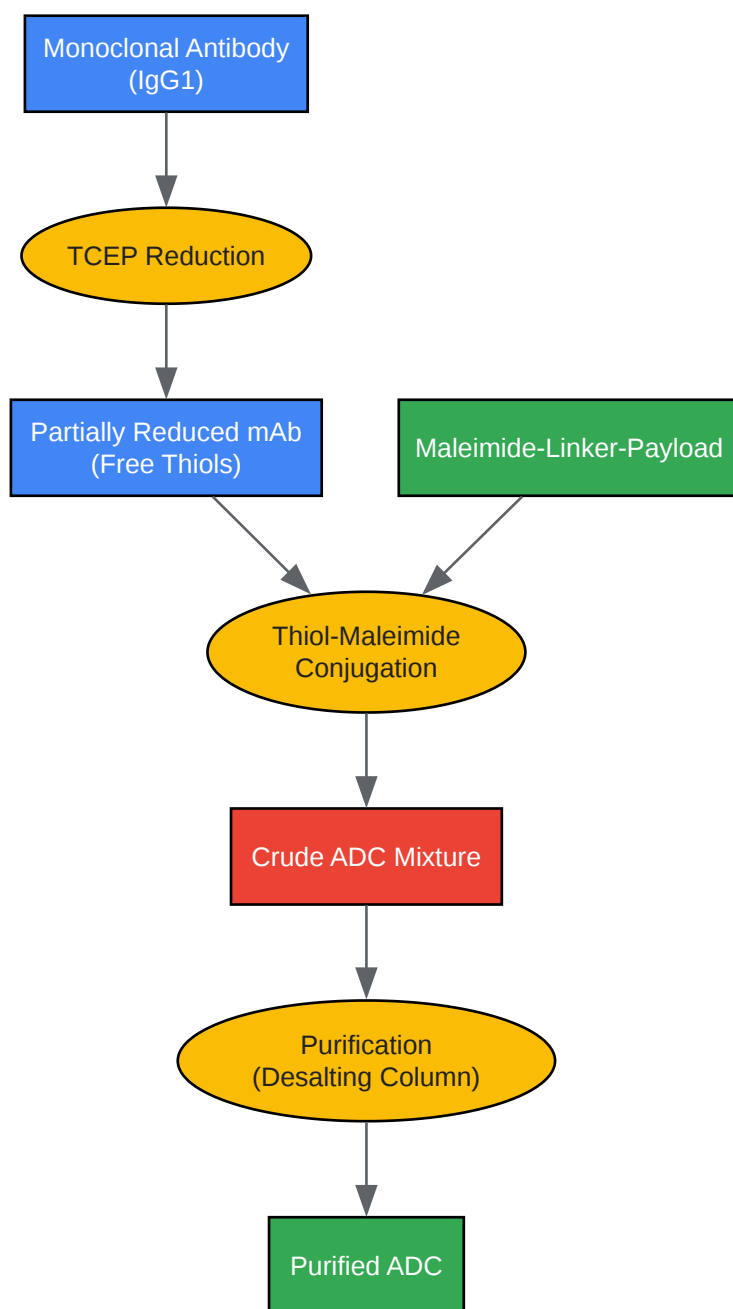 Monoclonal Antibody
(IgG1)
TCEP Reduction
Partially Reduced mAb
(Free Thiols)
Maleimide-Linker-Payload
Thiol-Maleimide
Conjugation
Crude ADC Mixture
Purification
(Desalting Column)
Purified ADC